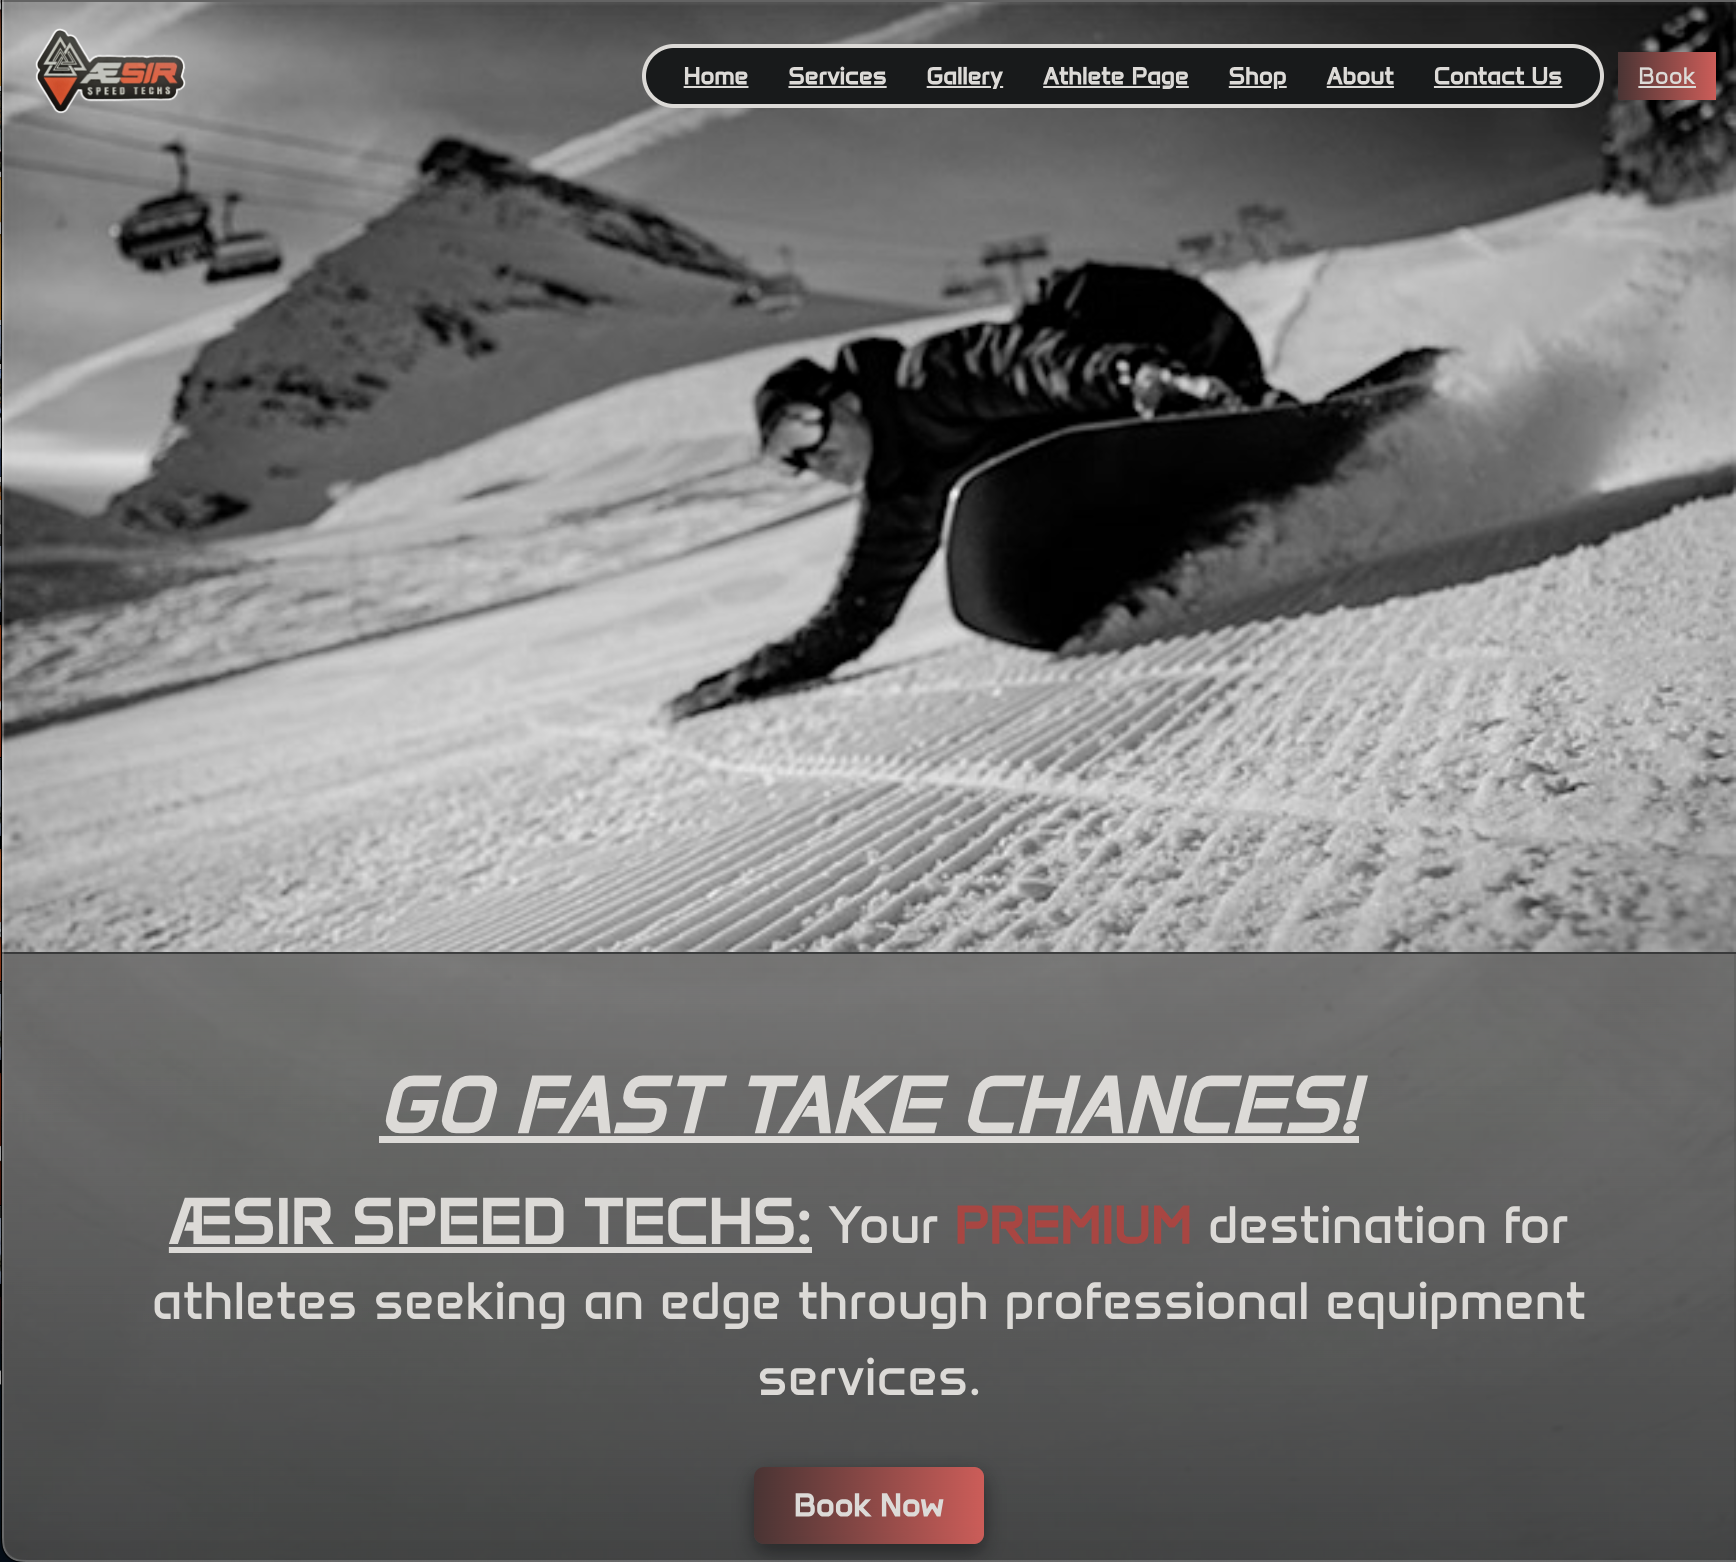 ÆSIR
SPEED TECHS
Home Services Gallery Athlete Page Shop About Contact Us Book
GO FAST TAKE CHANCES!
ÆSIR SPEED TECHS: Your PREMIUM destination for
athletes seeking an edge through professional equipment
services.
Book Now